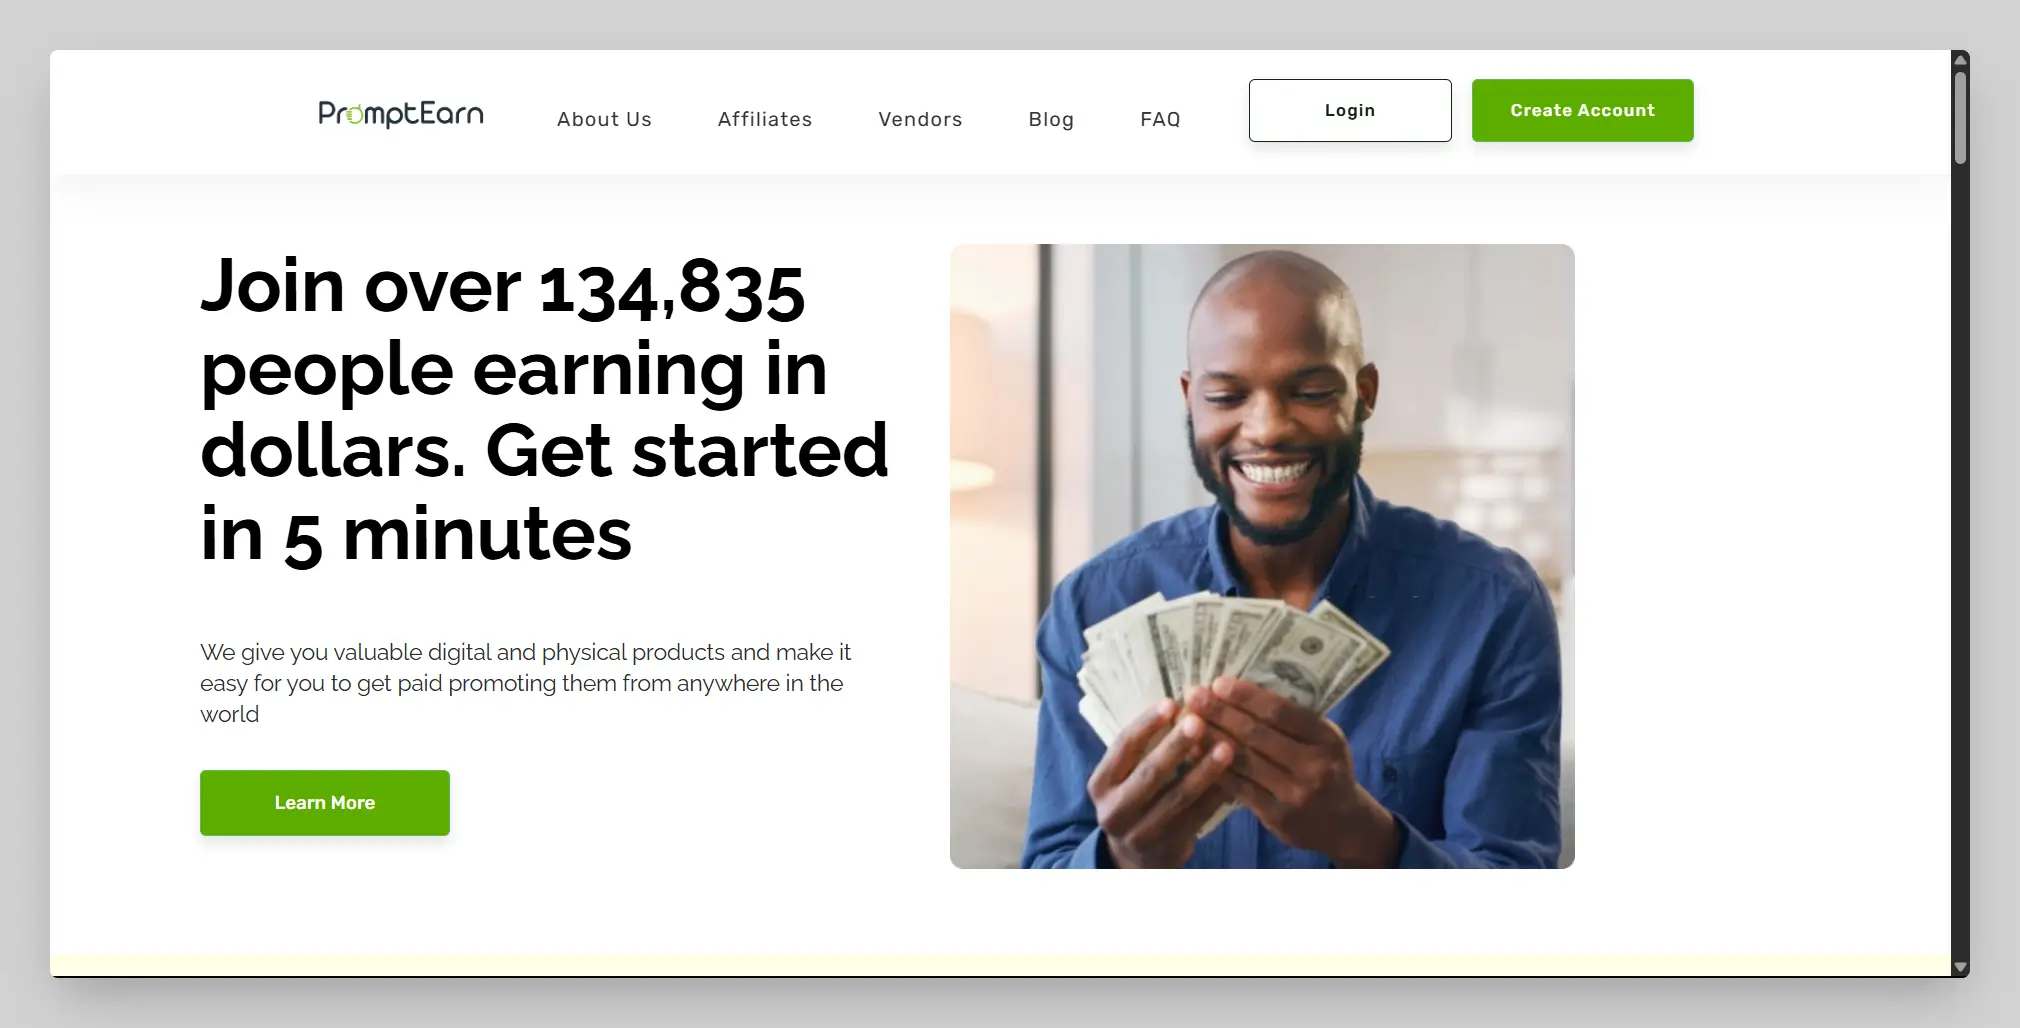 PromptEarn
About Us
Affiliates
Vendors
Blog
FAQ
Login
Create Account
Join over 134,835
people earning in
dollars. Get started
in 5 minutes
We give you valuable digital and physical products and make it
easy for you to get paid promoting them from anywhere in the
world
Learn More